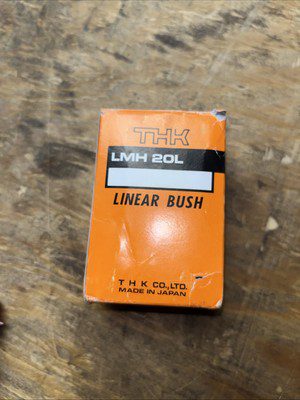 THK
LMH 20L
LINEAR BUSH
T H K CO.,LTD.
MADE IN JAPAN